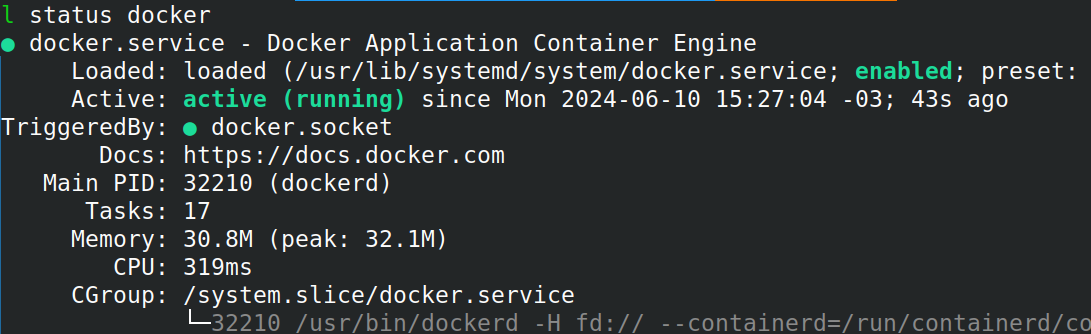 l status docker
● docker.service - Docker Application Container Engine
Loaded: loaded (/usr/lib/systemd/system/docker.service; enabled; preset:
Active: active (running) since Mon 2024-06-10 15:27:04 -03; 43s ago
TriggeredBy: ● docker.socket
Docs: https://docs.docker.com
Main PID: 32210 (dockerd)
Tasks: 17
Memory: 30.8M (peak: 32.1M)
CPU: 319ms
CGroup: /system.slice/docker.service
└─32210 /usr/bin/dockerd -H fd:// --containerd=/run/containerd/co